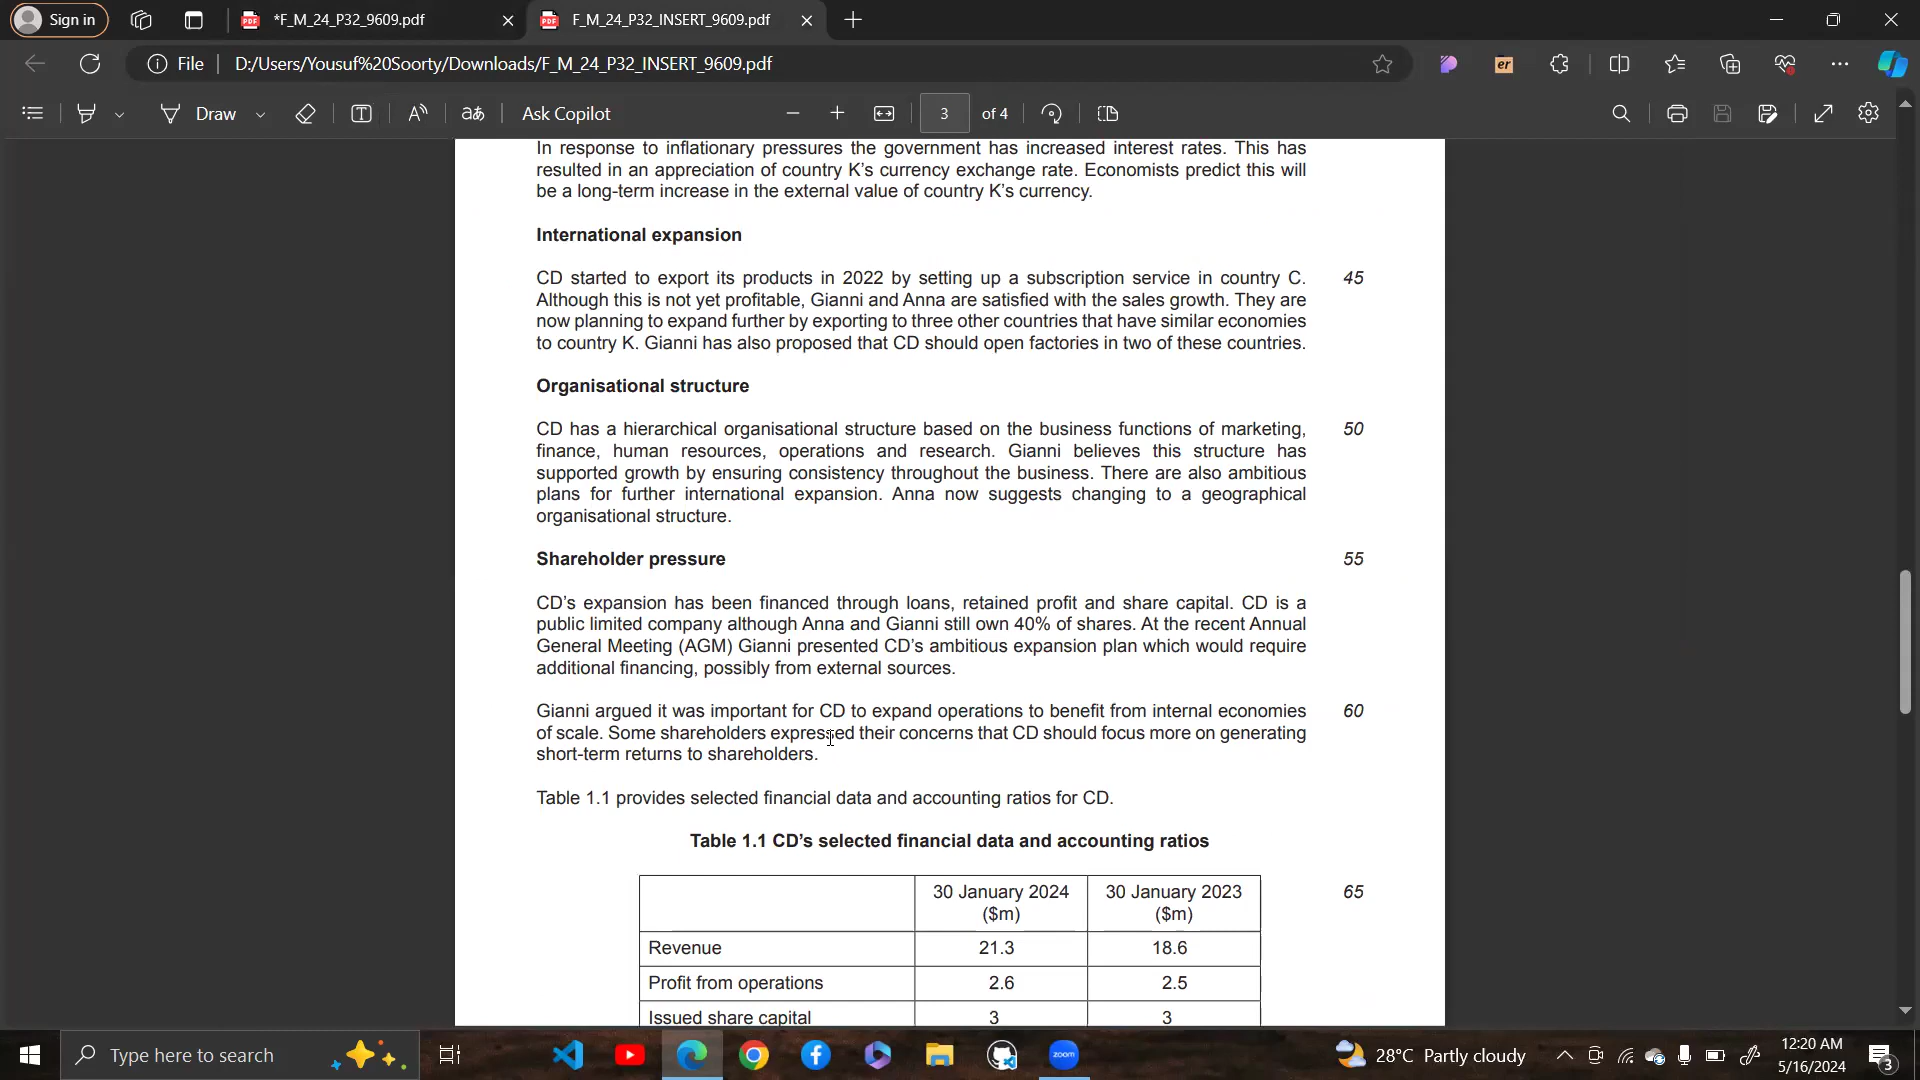 Sign in
*F_M_24_P32_9609.pdf
F_M_24_P32_INSERT_9609.pdf
File
D:/Users/Yousuf%20Soorty/Downloads/F_M_24_P32_INSERT_9609.pdf
er
Draw
aあ
Ask Copilot
3
of 4
In response to inflationary pressures the government has increased interest rates. This has
resulted in an appreciation of country K's currency exchange rate. Economists predict this will
be a long-term increase in the external value of country K's currency.
International expansion
CD started to export its products in 2022 by setting up a subscription service in country C. 45
Although this is not yet profitable, Gianni and Anna are satisfied with the sales growth. They are
now planning to expand further by exporting to three other countries that have similar economies
to country K. Gianni has also proposed that CD should open factories in two of these countries.
Organisational structure
CD has a hierarchical organisational structure based on the business functions of marketing, 50
finance, human resources, operations and research. Gianni believes this structure has
supported growth by ensuring consistency throughout the business. There are also ambitious
plans for further international expansion. Anna now suggests changing to a geographical
organisational structure.
Shareholder pressure 55
CD's expansion has been financed through loans, retained profit and share capital. CD is a
public limited company although Anna and Gianni still own 40% of shares. At the recent Annual
General Meeting (AGM) Gianni presented CD's ambitious expansion plan which would require
additional financing, possibly from external sources.
Gianni argued it was important for CD to expand operations to benefit from internal economies 60
of scale. Some shareholders expressed their concerns that CD should focus more on generating
short-term returns to shareholders.
Table 1.1 provides selected financial data and accounting ratios for CD.
Table 1.1 CD's selected financial data and accounting ratios
30 January 2024 30 January 2023 65
($m) ($m)
Revenue 21.3 18.6
Profit from operations 2.6 2.5
Issued share capital 3 3
Type here to search
zoom
28°C Partly cloudy
12:20 AM
5/16/2024
3